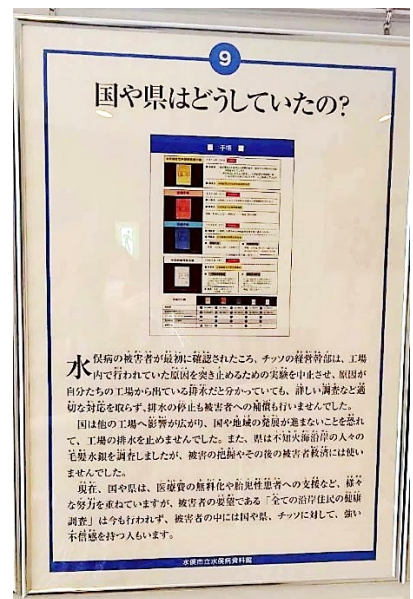 9
国や県はどうしていたの？
■ 手帳 ■
水俣病の被害者が最初に確認されたころ、チッソの経営幹部は、工場
内で行われていた原因を突き止めるための実験を中止させ、原因が
自分たちの工場から出ている排水だと分かっていても、詳しい調査など適
切な対応を取らず、排水の停止も被害者への補償も行いませんでした。
国は他の工場へ影響が広がり、国や地域の発展が進まないことを恐れ
て、工場の排水を止めませんでした。また、県は不知火海沿岸の人々の
毛髪水銀を調査しましたが、被害の把握やその後の被害者救済には使い
ませんでした。
現在、国や県は、医療費の無料化や胎児性患者への支援など、様々
な努力を重ねていますが、被害者の要望である「全ての沿岸住民の健康
調査」は今も行われず、被害者の中には国や県、チッソに対して、強い
不信感を持つ人もいます。
水俣市立水俣病資料館